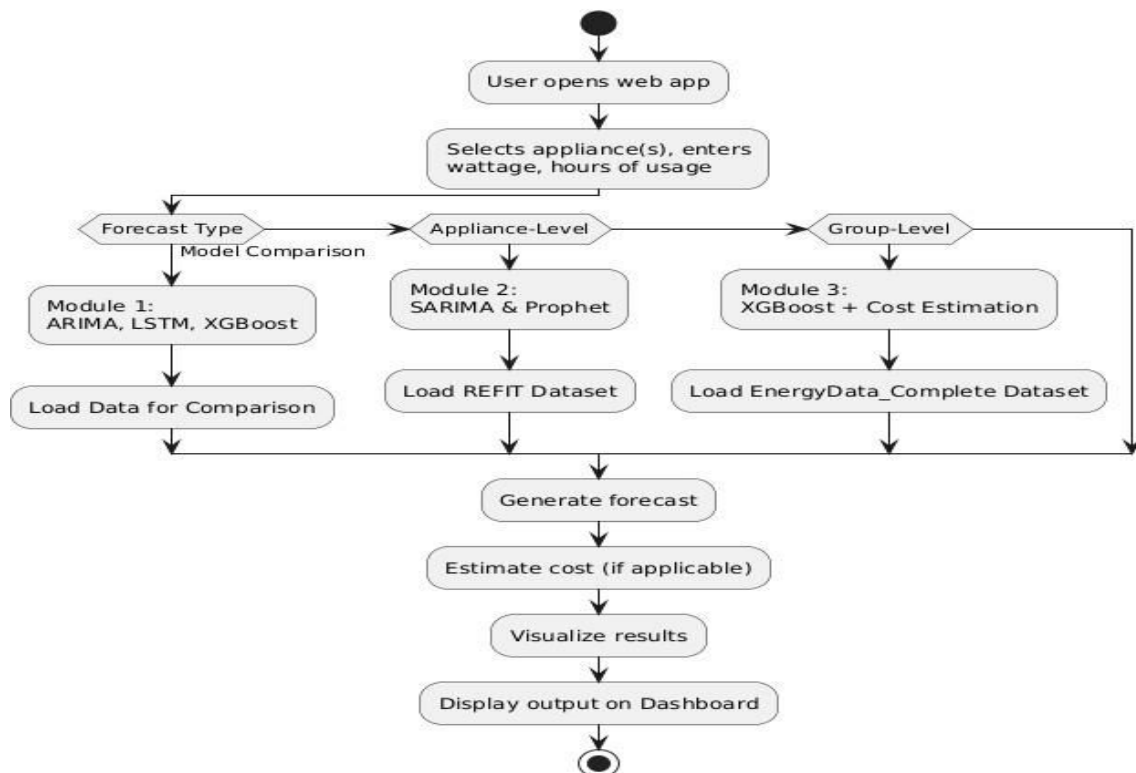 User opens web app
Selects appliance(s), enters
wattage, hours of usage
Forecast Type
Appliance-Level
Group-Level
Model Comparison
Module 1:
ARIMA, LSTM, XGBoost
Module 2:
SARIMA & Prophet
Module 3:
XGBoost + Cost Estimation
Load Data for Comparison
Load REFIT Dataset
Load EnergyData_Complete Dataset
Generate forecast
Estimate cost (if applicable)
Visualize results
Display output on Dashboard